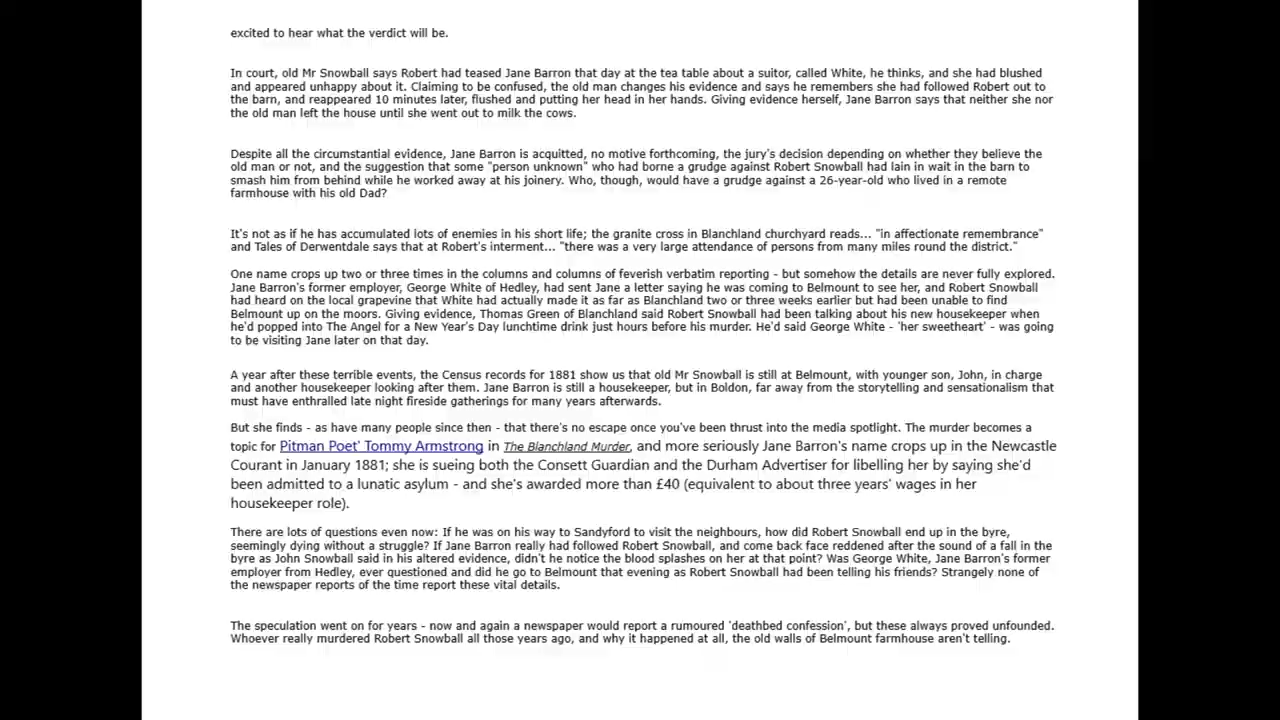 excited to hear what the verdict will be.
In court, old Mr Snowball says Robert had teased Jane Barron that day at the tea table about a suitor, called White, he thinks, and she had blushed
and appeared unhappy about it. Claiming to be confused, the old man changes his evidence and says he remembers she had followed Robert out to
the barn, and reappeared 10 minutes later, flushed and putting her head in her hands. Giving evidence herself, Jane Barron says that neither she nor
the old man left the house until she went out to milk the cows.
Despite all the circumstantial evidence, Jane Barron is acquitted, no motive forthcoming, the jury's decision depending on whether they believe the
old man or not, and the suggestion that some "person unknown" who had borne a grudge against Robert Snowball had lain in wait in the barn to
smash him from behind while he worked away at his joinery. Who, though, would have a grudge against a 26-year-old who lived in a remote
farmhouse with his old Dad?
It's not as if he has accumulated lots of enemies in his short life; the granite cross in Blanchland churchyard reads... "in affectionate remembrance"
and Tales of Derwentdale says that at Robert's interment... "there was a very large attendance of persons from many miles round the district."
One name crops up two or three times in the columns and columns of feverish verbatim reporting - but somehow the details are never fully explored.
Jane Barron's former employer, George White of Hedley, had sent Jane a letter saying he was coming to Belmount to see her, and Robert Snowball
had heard on the local grapevine that White had actually made it as far as Blanchland two or three weeks earlier but had been unable to find
Belmount up on the moors. Giving evidence, Thomas Green of Blanchland said Robert Snowball had been talking about his new housekeeper when
he'd popped into The Angel for a New Year's Day lunchtime drink just hours before his murder. He'd said George White - 'her sweetheart' - was going
to be visiting Jane later on that day.
A year after these terrible events, the Census records for 1881 show us that old Mr Snowball is still at Belmount, with younger son, John, in charge
and another housekeeper looking after them. Jane Barron is still a housekeeper, but in Boldon, far away from the storytelling and sensationalism that
must have enthralled late night fireside gatherings for many years afterwards.
But she finds - as have many people since then - that there's no escape once you've been thrust into the media spotlight. The murder becomes a
topic for Pitman Poet' Tommy Armstrong in The Blanchland Murder, and more seriously Jane Barron's name crops up in the Newcastle
Courant in January 1881; she is sueing both the Consett Guardian and the Durham Advertiser for libelling her by saying she'd
been admitted to a lunatic asylum - and she's awarded more than £40 (equivalent to about three years' wages in her
housekeeper role).
There are lots of questions even now: If he was on his way to Sandyford to visit the neighbours, how did Robert Snowball end up in the byre,
seemingly dying without a struggle? If Jane Barron really had followed Robert Snowball, and come back face reddened after the sound of a fall in the
byre as John Snowball said in his altered evidence, didn't he notice the blood splashes on her at that point? Was George White, Jane Barron's former
employer from Hedley, ever questioned and did he go to Belmount that evening as Robert Snowball had been telling his friends? Strangely none of
the newspaper reports of the time report these vital details.
The speculation went on for years - now and again a newspaper would report a rumoured 'deathbed confession', but these always proved unfounded.
Whoever really murdered Robert Snowball all those years ago, and why it happened at all, the old walls of Belmount farmhouse aren't telling.